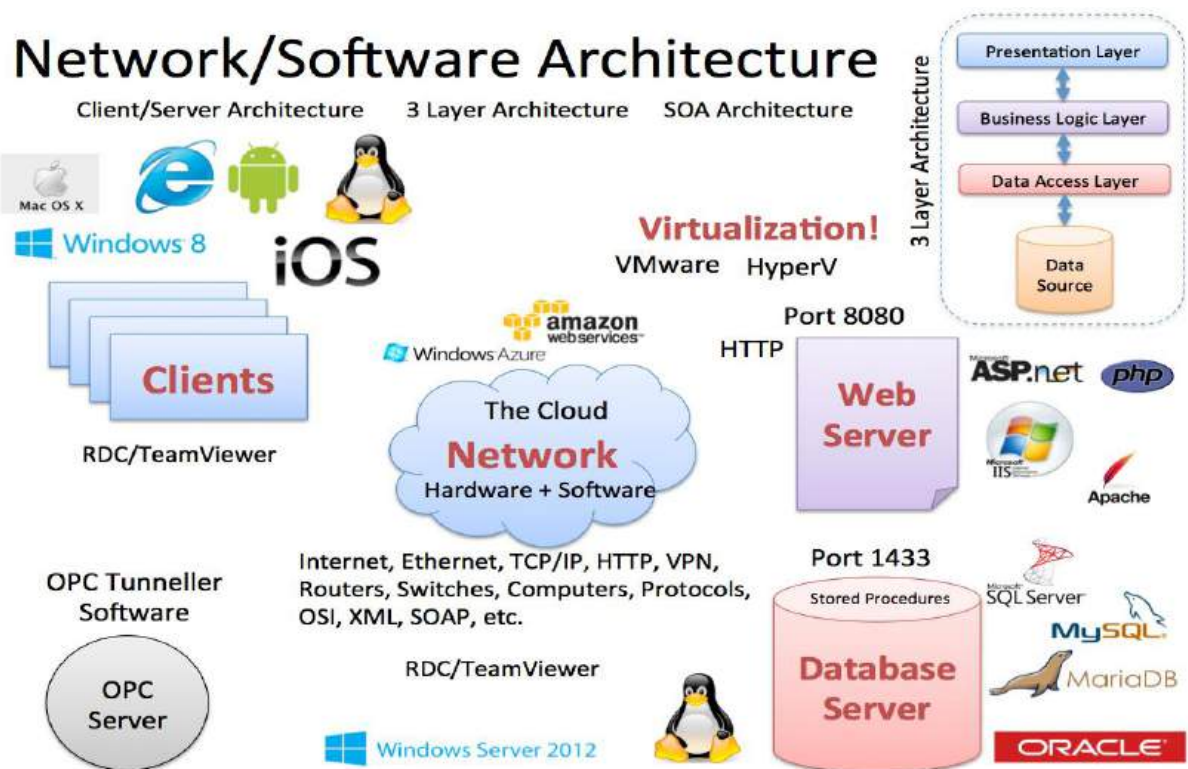 Network/Software Architecture
Client/Server Architecture
3 Layer Architecture
SOA Architecture
3 Layer Architecture
Presentation Layer
Business Logic Layer
Data Access Layer
Data
Source
Mac OS X
Windows 8
iOS
Virtualization!
VMware
HyperV
Clients
RDC/TeamViewer
amazon
webservices
Windows Azure
The Cloud
Network
Hardware + Software
Port 8080
HTTP
Web
Server
Microsoft
ASP.net
php
Microsoft
IIS
Apache
Internet, Ethernet, TCP/IP, HTTP, VPN,
Routers, Switches, Computers, Protocols,
OSI, XML, SOAP, etc.
RDC/TeamViewer
Windows Server 2012
OPC Tunneller
Software
OPC
Server
Port 1433
Stored Procedures
Database
Server
Microsoft
SQL Server
MySQL
MariaDB
ORACLE